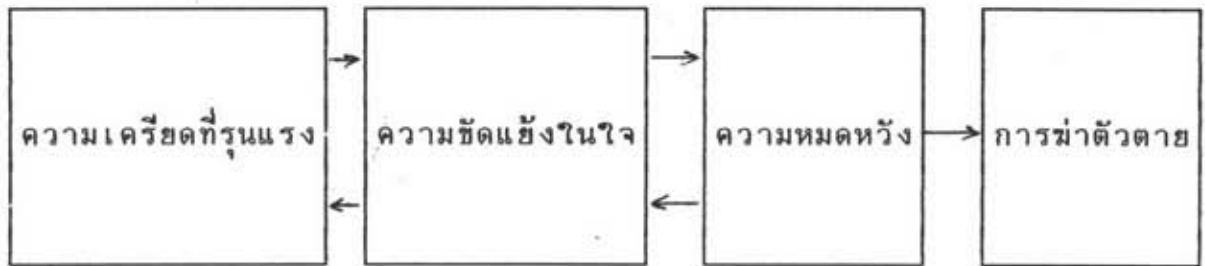 ความเครียดที่รุนแรง
ความขัดแย้งในใจ
ความหมดหวัง
การฆ่าตัวตาย